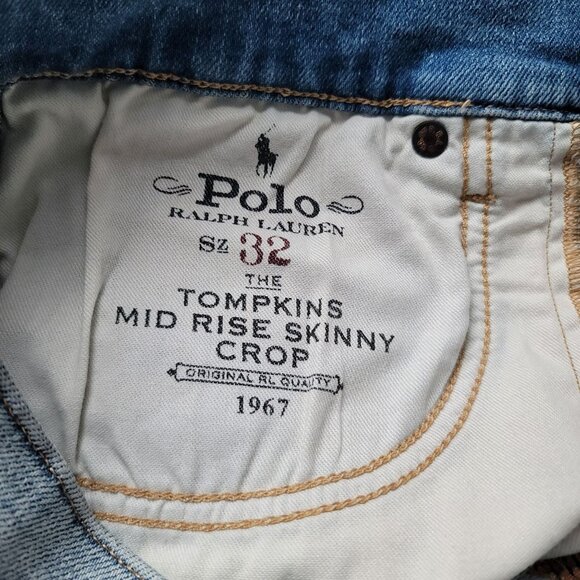 Polo
RALPH LAUREN
Sz 32
THE
TOMPKINS
MID RISE SKINNY
CROP
ORIGINAL RL QUALITY
1967